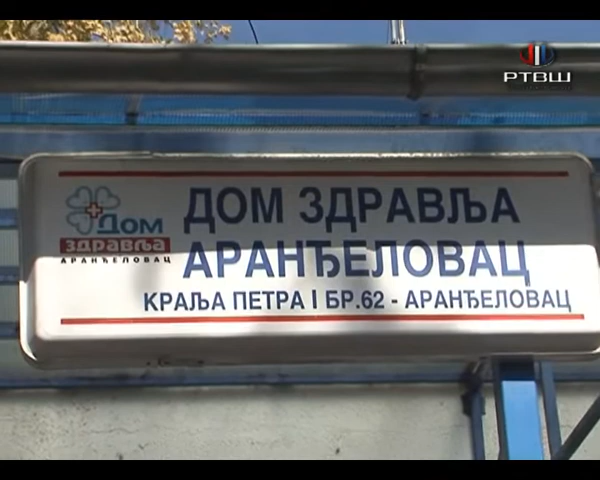 РТВШ
Дом
здравља
АРАНЂЕЛОВАЦ
ДОМ ЗДРАВЉА
АРАНЂЕЛОВАЦ
КРАЉА ПЕТРА I БР.62 - АРАНЂЕЛОВАЦ